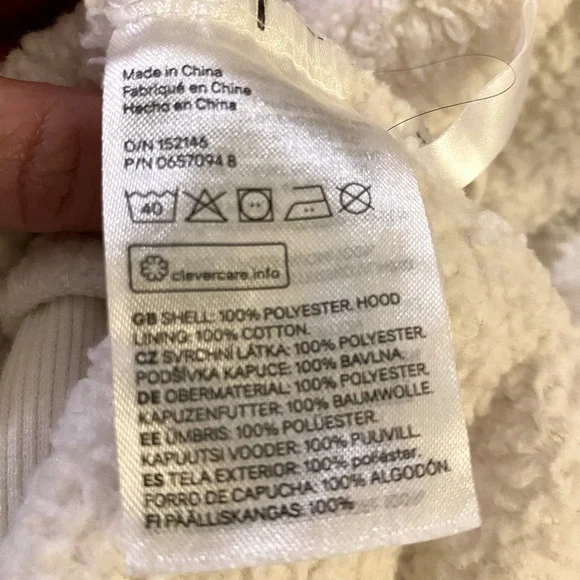 Made in China
Fabriqué en Chine
Hecho en China
O/N 152146
P/N 0657094 8
40
clevercare.info
GB SHELL: 100% POLYESTER. HOOD
LINING: 100% COTTON.
CZ SVRCHNÍ LÁTKA: 100% POLYESTER.
PODŠÍVKA KAPUCE: 100% BAVLNA.
DE OBERMATERIAL: 100% POLYESTER.
KAPUZENFUTTER: 100% BAUMWOLLE.
EE ÜMBRIS: 100% POLÜESTER.
KAPUUTSI VOODER: 100% PUUVILL.
ES TELA EXTERIOR: 100% poliéster.
FORRO DE CAPUCHA: 100% ALGODÓN.
FI PÄÄLLISKANGAS: 100%